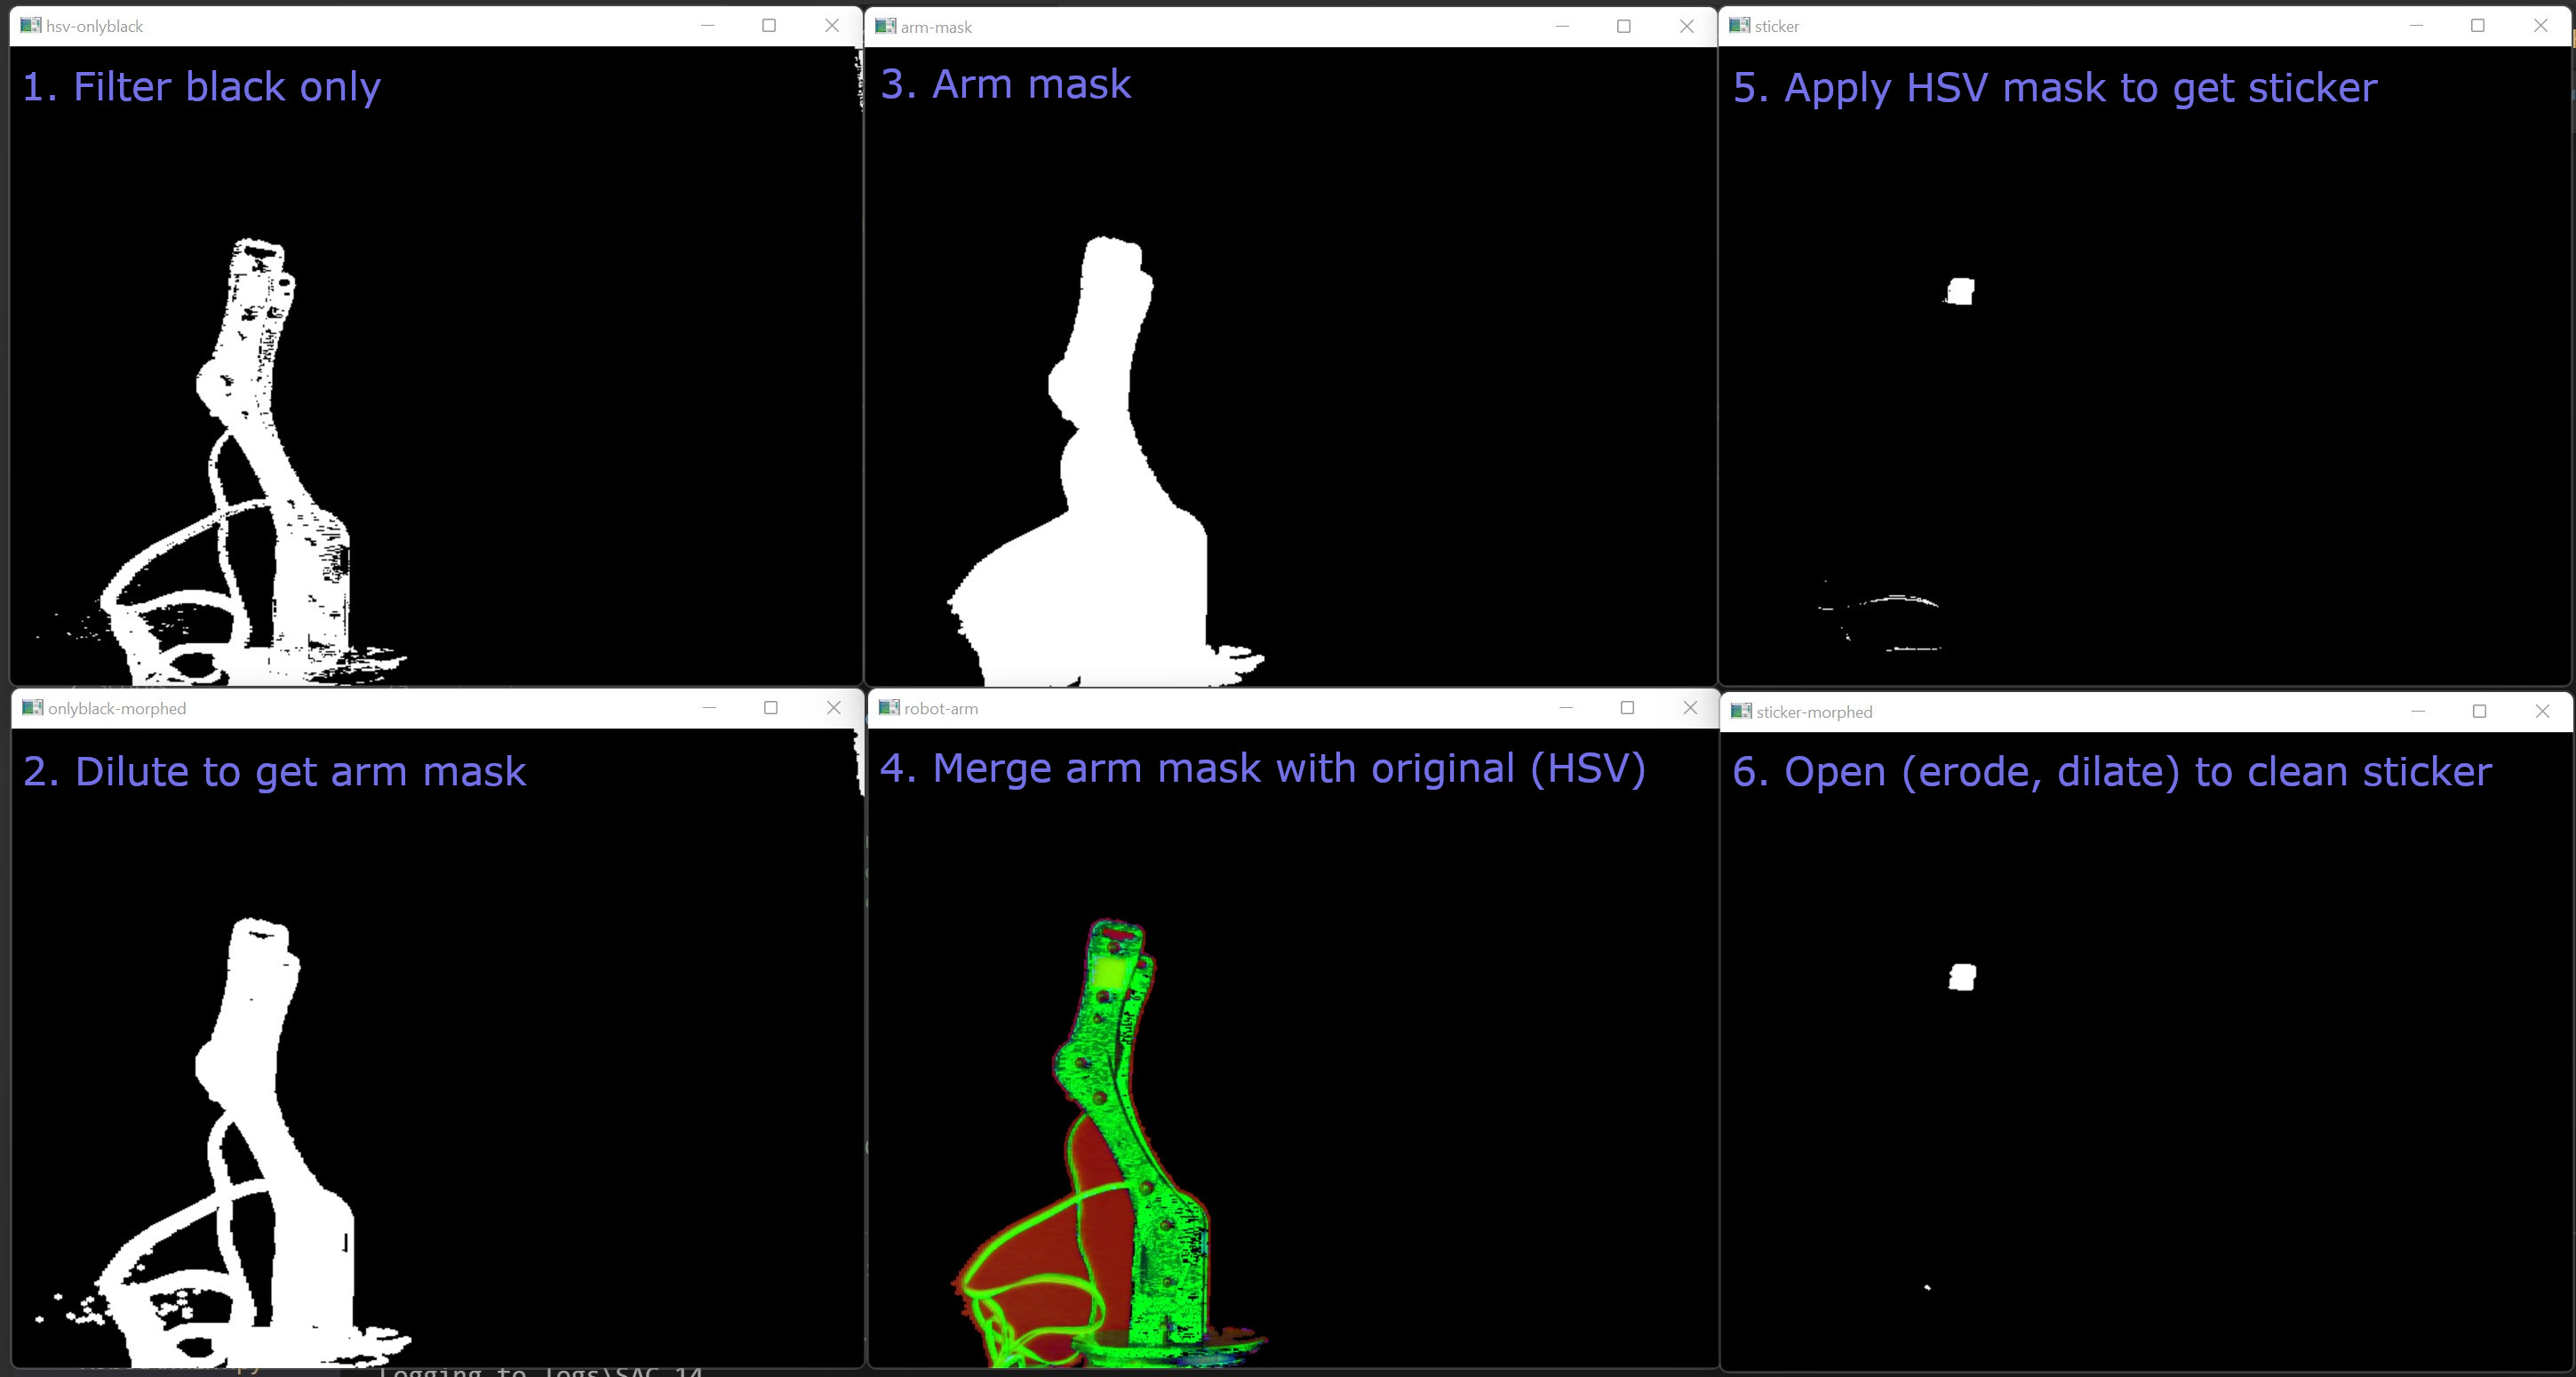 hsv-onlyblack
1. Filter black only
arm-mask
3. Arm mask
sticker
5. Apply HSV mask to get sticker
onlyblack-morphed
2. Dilute to get arm mask
robot-arm
4. Merge arm mask with original (HSV)
sticker-morphed
6. Open (erode, dilate) to clean sticker
Logging to logs\SAC_14